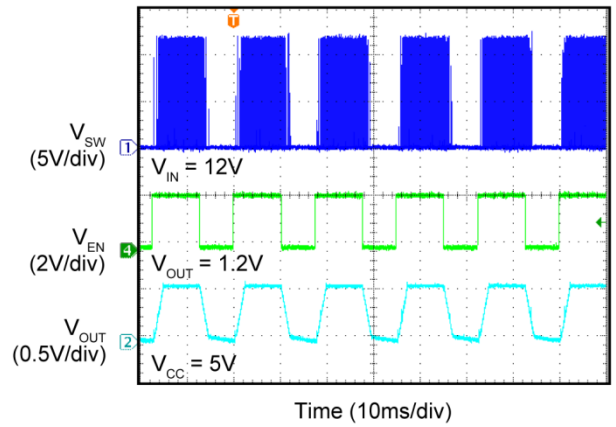 T
V_SW
(5V/div)
1
V_IN = 12V
V_EN
(2V/div)
4
V_OUT = 1.2V
V_OUT
(0.5V/div)
2
V_CC = 5V
Time (10ms/div)